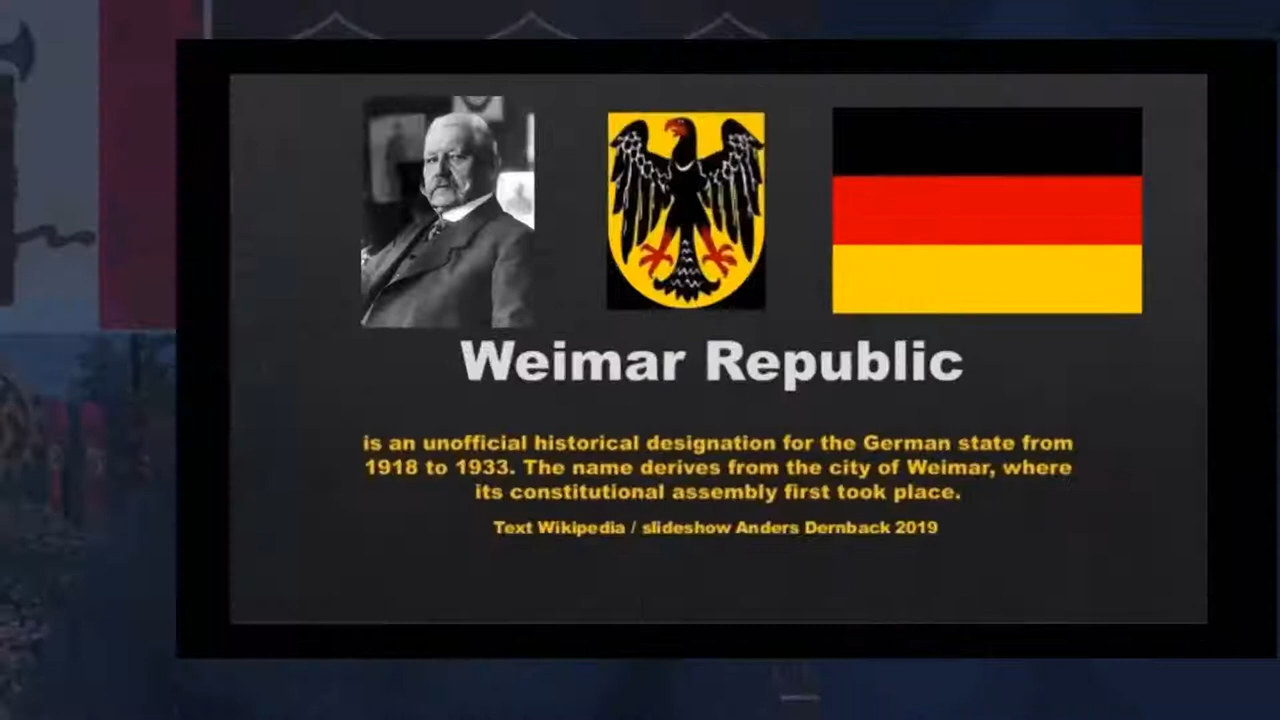 Weimar Republic
is an unofficial historical designation for the German state from
1918 to 1933. The name derives from the city of Weimar, where
its constitutional assembly first took place.
Text Wikipedia / slideshow Anders Dernback 2019